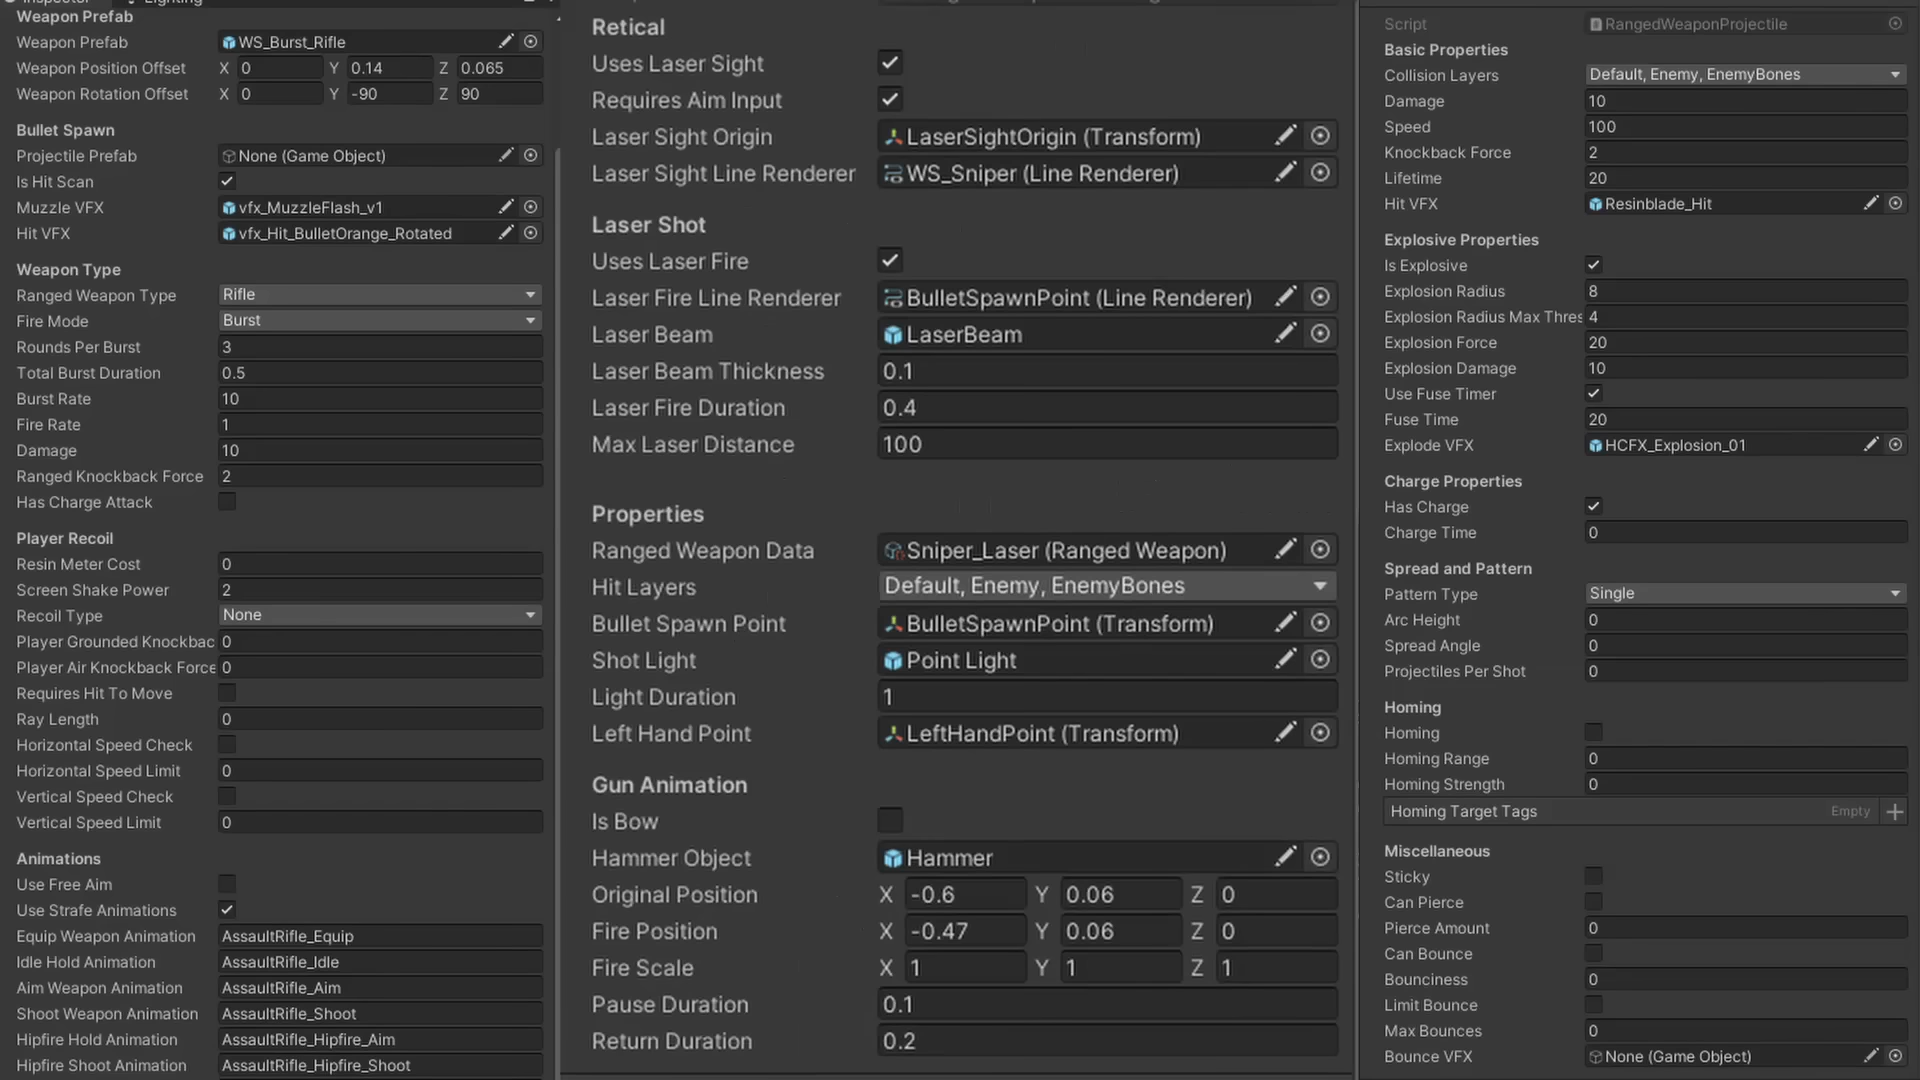 Inspector
Lighting
Weapon Prefab
Weapon Prefab WS_Burst_Rifle
Weapon Position Offset X 0 Y 0.14 Z 0.065
Weapon Rotation Offset X 0 Y -90 Z 90
Bullet Spawn
Projectile Prefab None (Game Object)
Is Hit Scan
Muzzle VFX vfx_MuzzleFlash_v1
Hit VFX vfx_Hit_BulletOrange_Rotated
Weapon Type
Ranged Weapon Type Rifle
Fire Mode Burst
Rounds Per Burst 3
Total Burst Duration 0.5
Burst Rate 10
Fire Rate 1
Damage 10
Ranged Knockback Force 2
Has Charge Attack
Player Recoil
Resin Meter Cost 0
Screen Shake Power 2
Recoil Type None
Player Grounded Knockbac 0
Player Air Knockback Force 0
Requires Hit To Move
Ray Length 0
Horizontal Speed Check
Horizontal Speed Limit 0
Vertical Speed Check
Vertical Speed Limit 0
Animations
Use Free Aim
Use Strafe Animations
Equip Weapon Animation AssaultRifle_Equip
Idle Hold Animation AssaultRifle_Idle
Aim Weapon Animation AssaultRifle_Aim
Shoot Weapon Animation AssaultRifle_Shoot
Hipfire Hold Animation AssaultRifle_Hipfire_Aim
Hipfire Shoot Animation AssaultRifle_Hipfire_Shoot
Retical
Uses Laser Sight
Requires Aim Input
Laser Sight Origin LaserSightOrigin (Transform)
Laser Sight Line Renderer WS_Sniper (Line Renderer)
Laser Shot
Uses Laser Fire
Laser Fire Line Renderer BulletSpawnPoint (Line Renderer)
Laser Beam LaserBeam
Laser Beam Thickness 0.1
Laser Fire Duration 0.4
Max Laser Distance 100
Properties
Ranged Weapon Data Sniper_Laser (Ranged Weapon)
Hit Layers Default, Enemy, EnemyBones
Bullet Spawn Point BulletSpawnPoint (Transform)
Shot Light Point Light
Light Duration 1
Left Hand Point LeftHandPoint (Transform)
Gun Animation
Is Bow
Hammer Object Hammer
Original Position X -0.6 Y 0.06 Z 0
Fire Position X -0.47 Y 0.06 Z 0
Fire Scale X 1 Y 1 Z 1
Pause Duration 0.1
Return Duration 0.2
Script RangedWeaponProjectile
Basic Properties
Collision Layers Default, Enemy, EnemyBones
Damage 10
Speed 100
Knockback Force 2
Lifetime 20
Hit VFX Resinblade_Hit
Explosive Properties
Is Explosive
Explosion Radius 8
Explosion Radius Max Thres 4
Explosion Force 20
Explosion Damage 10
Use Fuse Timer
Fuse Time 20
Explode VFX HCFX_Explosion_01
Charge Properties
Has Charge
Charge Time 0
Spread and Pattern
Pattern Type Single
Arc Height 0
Spread Angle 0
Projectiles Per Shot 0
Homing
Homing
Homing Range 0
Homing Strength 0
Homing Target Tags Empty
Miscellaneous
Sticky
Can Pierce
Pierce Amount 0
Can Bounce
Bounciness 0
Limit Bounce
Max Bounces 0
Bounce VFX None (Game Object)